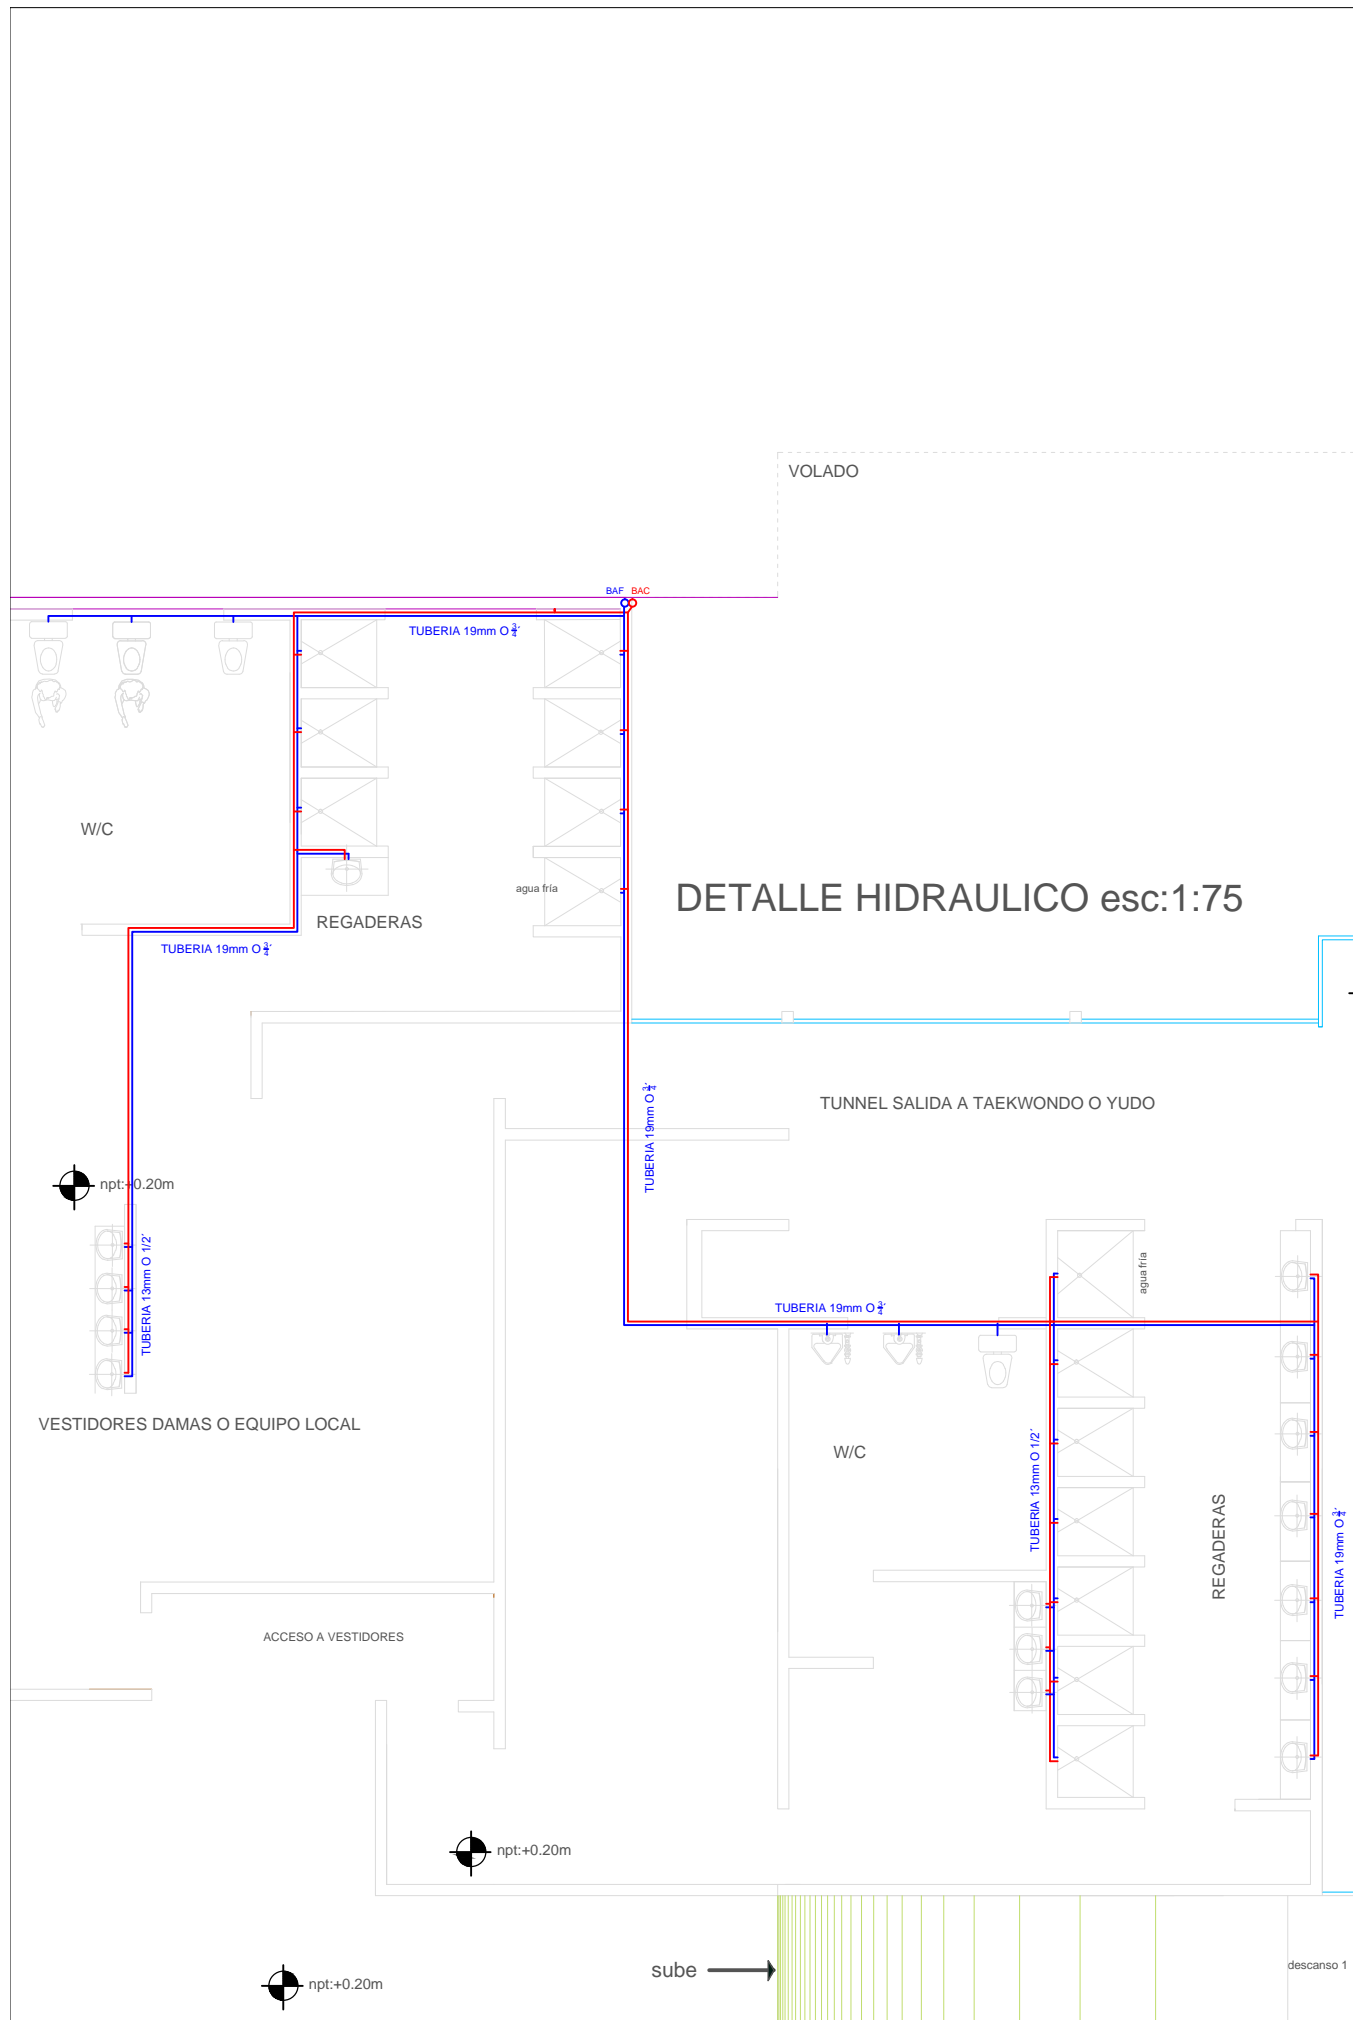 VOLADO
BAF BAC
TUBERIA 19mm O 3/4´
W/C
agua fría
DETALLE HIDRAULICO esc:1:75
REGADERAS
TUBERIA 19mm O 3/4´
TUBERIA 19mm O 3/4´
TUNNEL SALIDA A TAEKWONDO O YUDO
npt:+0.20m
TUBERIA 13mm O 1/2´
agua fría
TUBERIA 19mm O 3/4´
VESTIDORES DAMAS O EQUIPO LOCAL
W/C
TUBERIA 13mm O 1/2´
REGADERAS
TUBERIA 19mm O 3/4´
ACCESO A VESTIDORES
npt:+0.20m
sube
descanso 1
npt:+0.20m